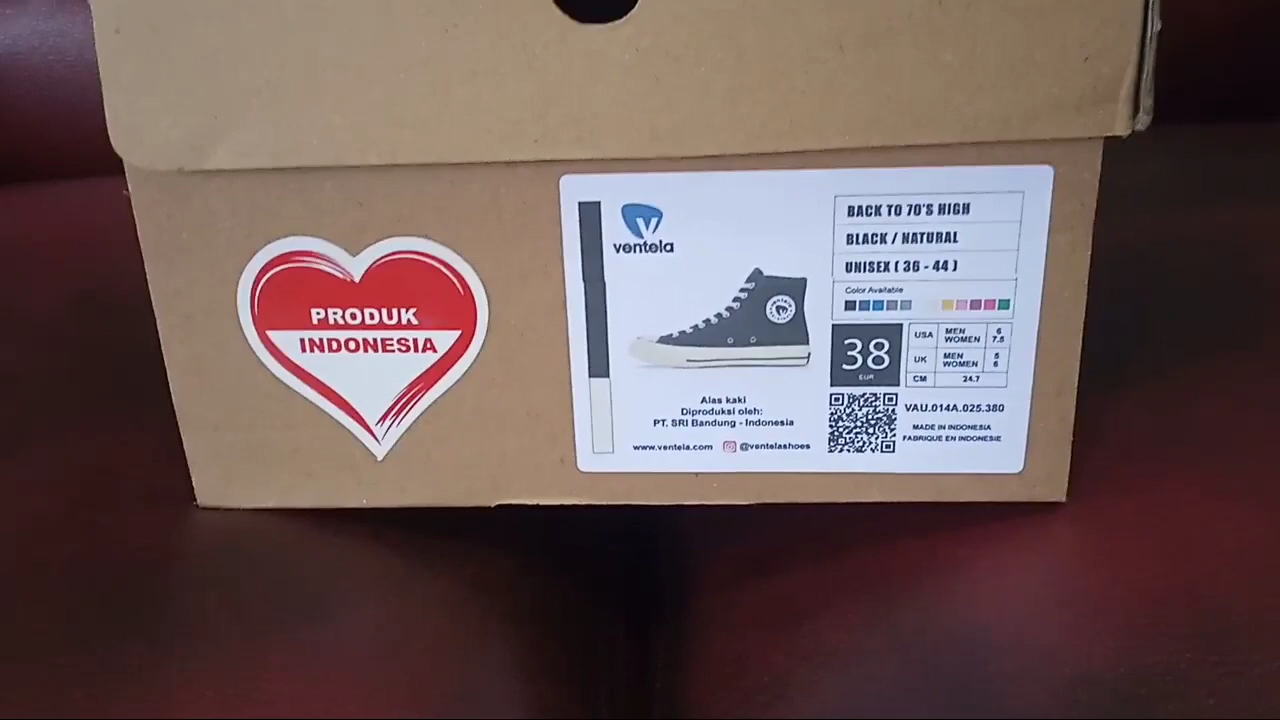 PRODUK
INDONESIA
ventela
BACK TO 70'S HIGH
BLACK / NATURAL
UNISEX ( 36 - 44 )
Color Available
38
EUR
USA MEN 6
WOMEN 7.5
UK MEN 5
WOMEN 6
CM 24.7
Alas kaki
Diproduksi oleh:
PT. SRI Bandung - Indonesia
www.ventela.com @ventelashoes
VAU.014A.025.380
MADE IN INDONESIA
FABRIQUE EN INDONESIE